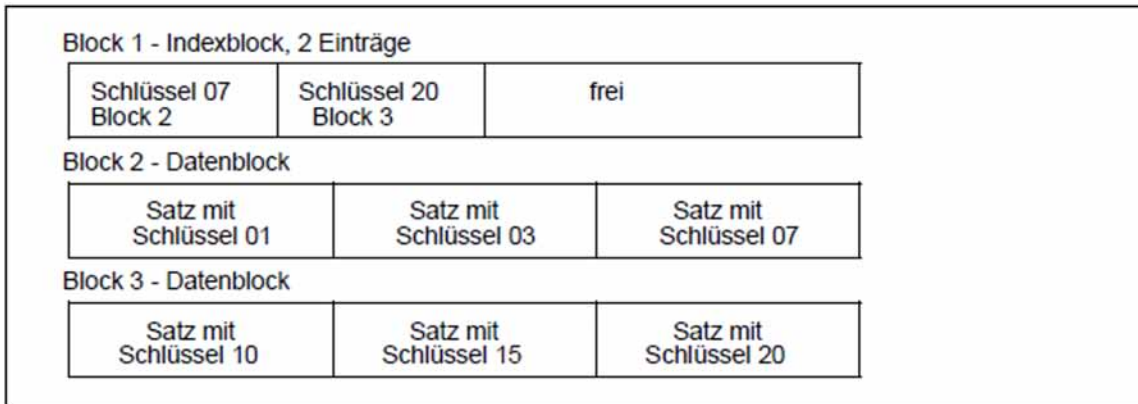 Block 1 - Indexblock, 2 Einträge
Schlüssel 07 Schlüssel 20 frei
Block 2 Block 3
Block 2 - Datenblock
Satz mit Satz mit Satz mit
Schlüssel 01 Schlüssel 03 Schlüssel 07
Block 3 - Datenblock
Satz mit Satz mit Satz mit
Schlüssel 10 Schlüssel 15 Schlüssel 20